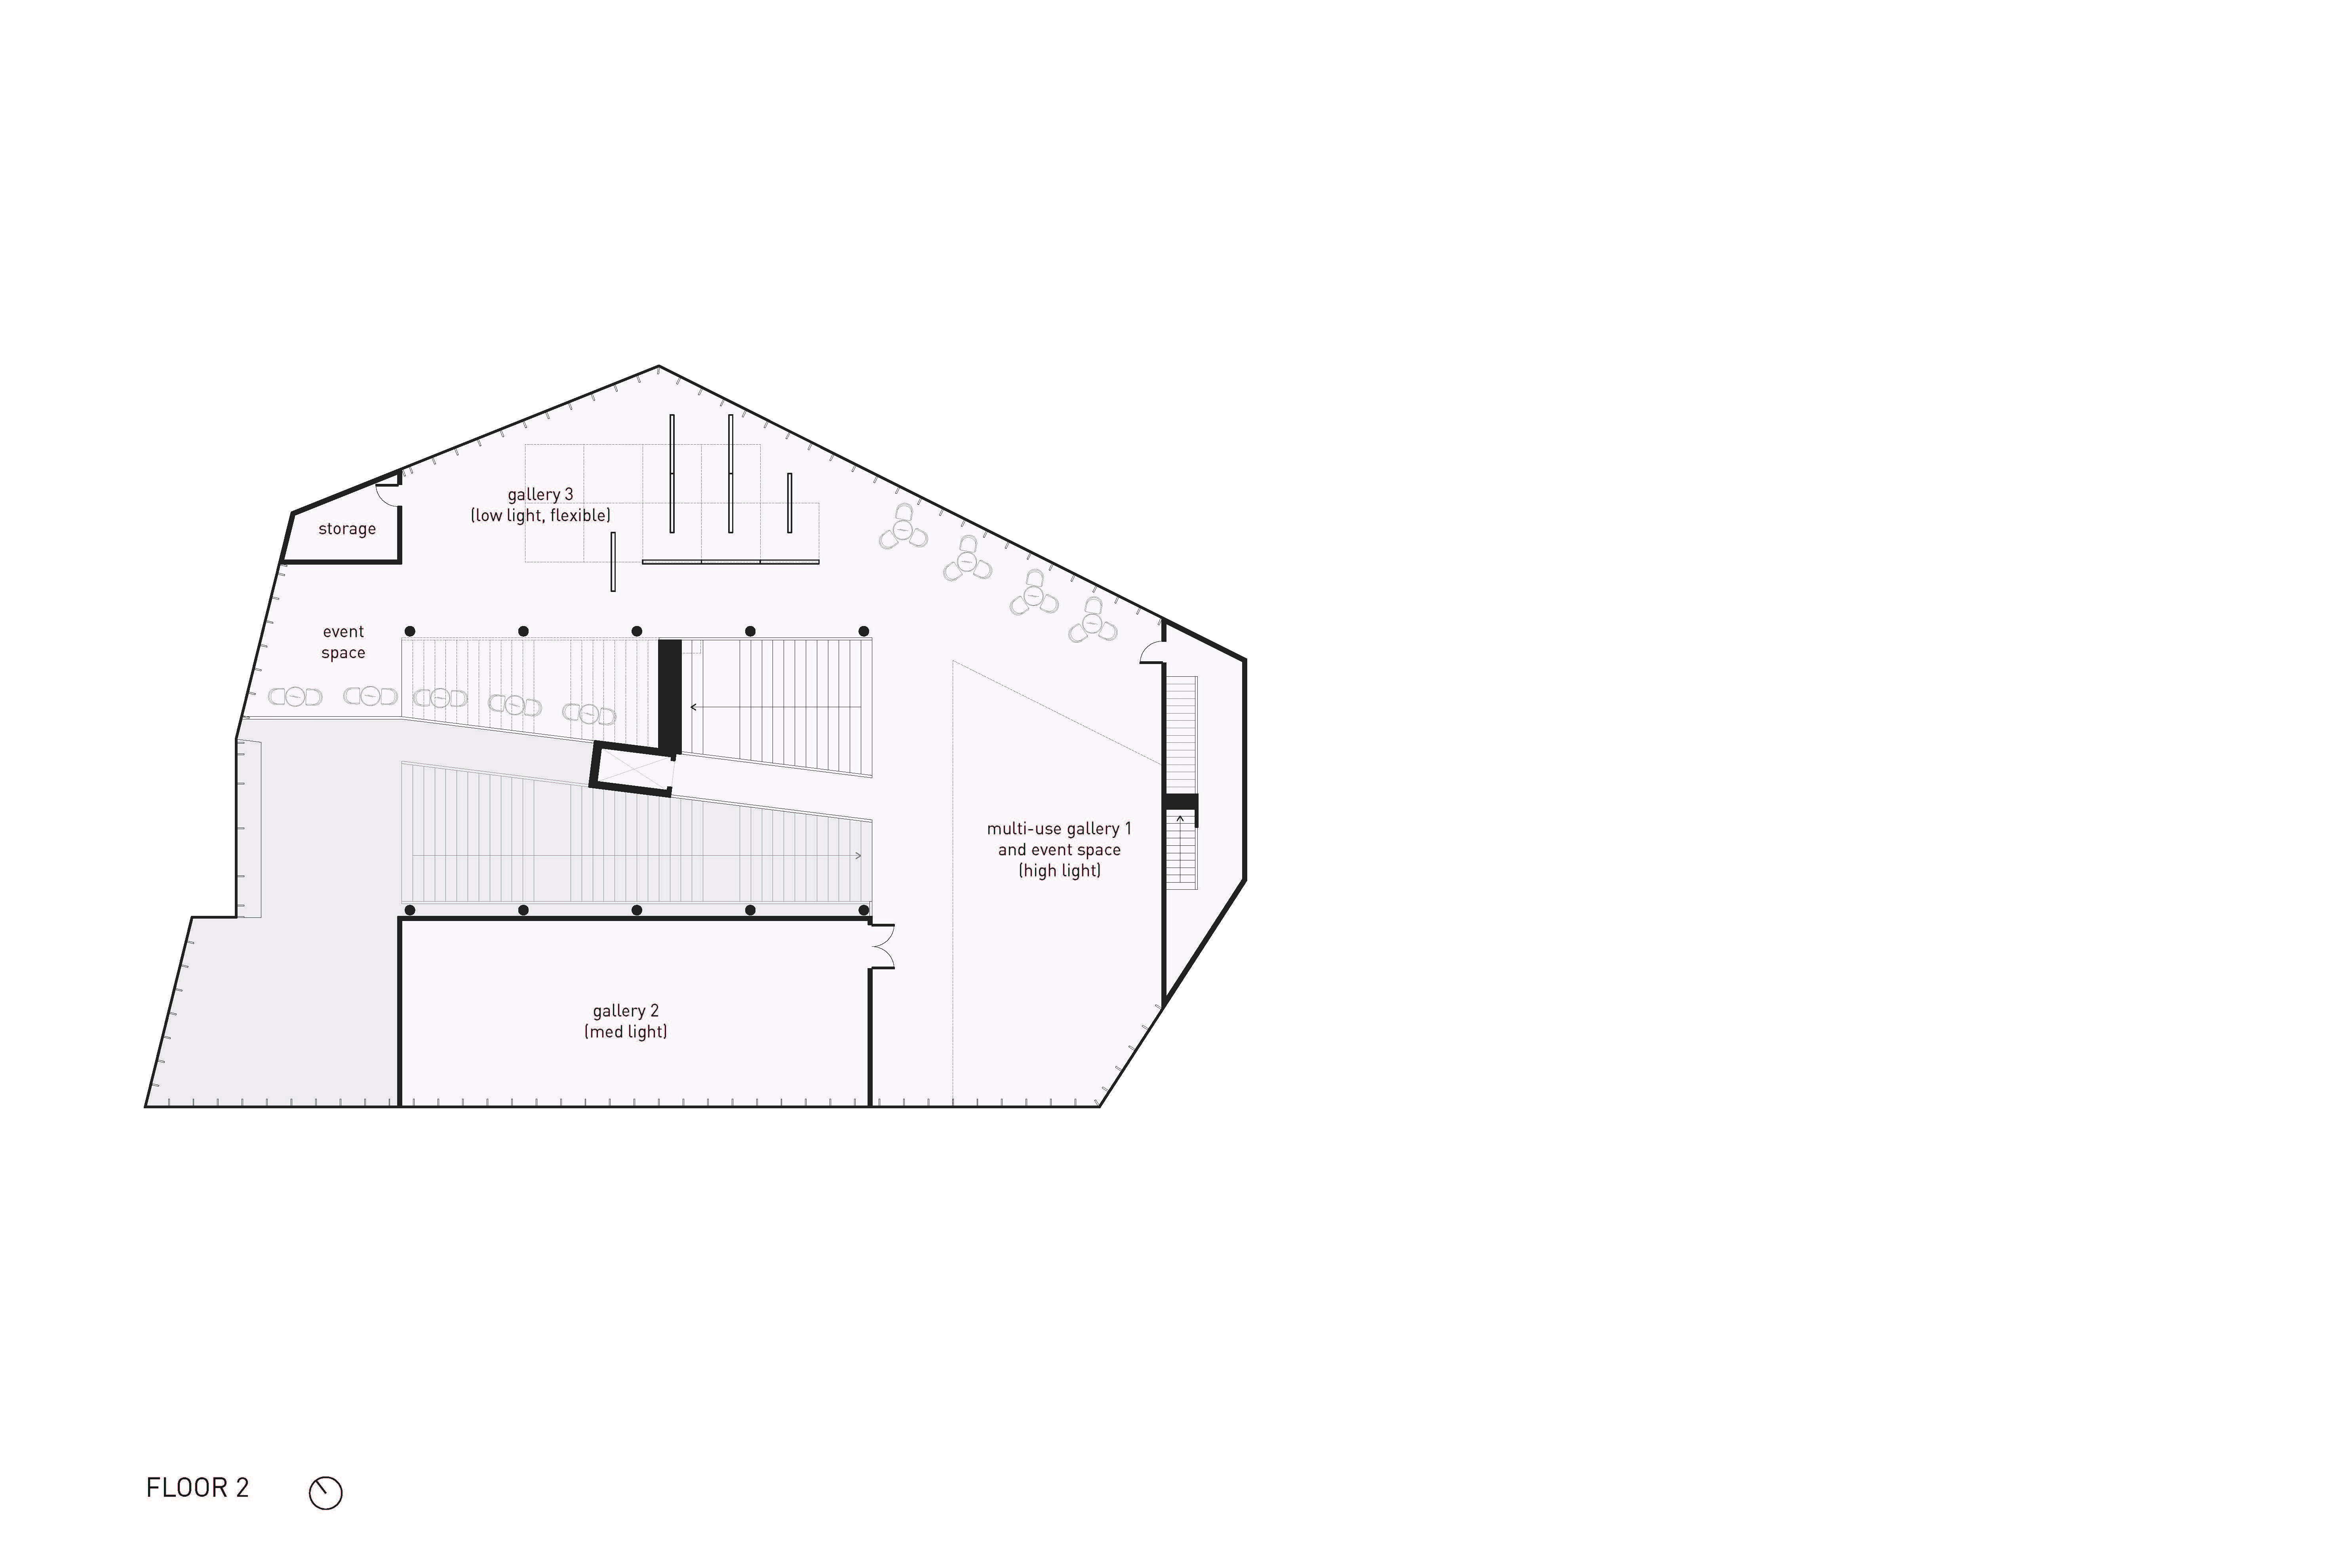 gallery 3
(low light, flexible)
storage
event
space
multi-use gallery 1
and event space
(high light)
gallery 2
(med light)
FLOOR 2